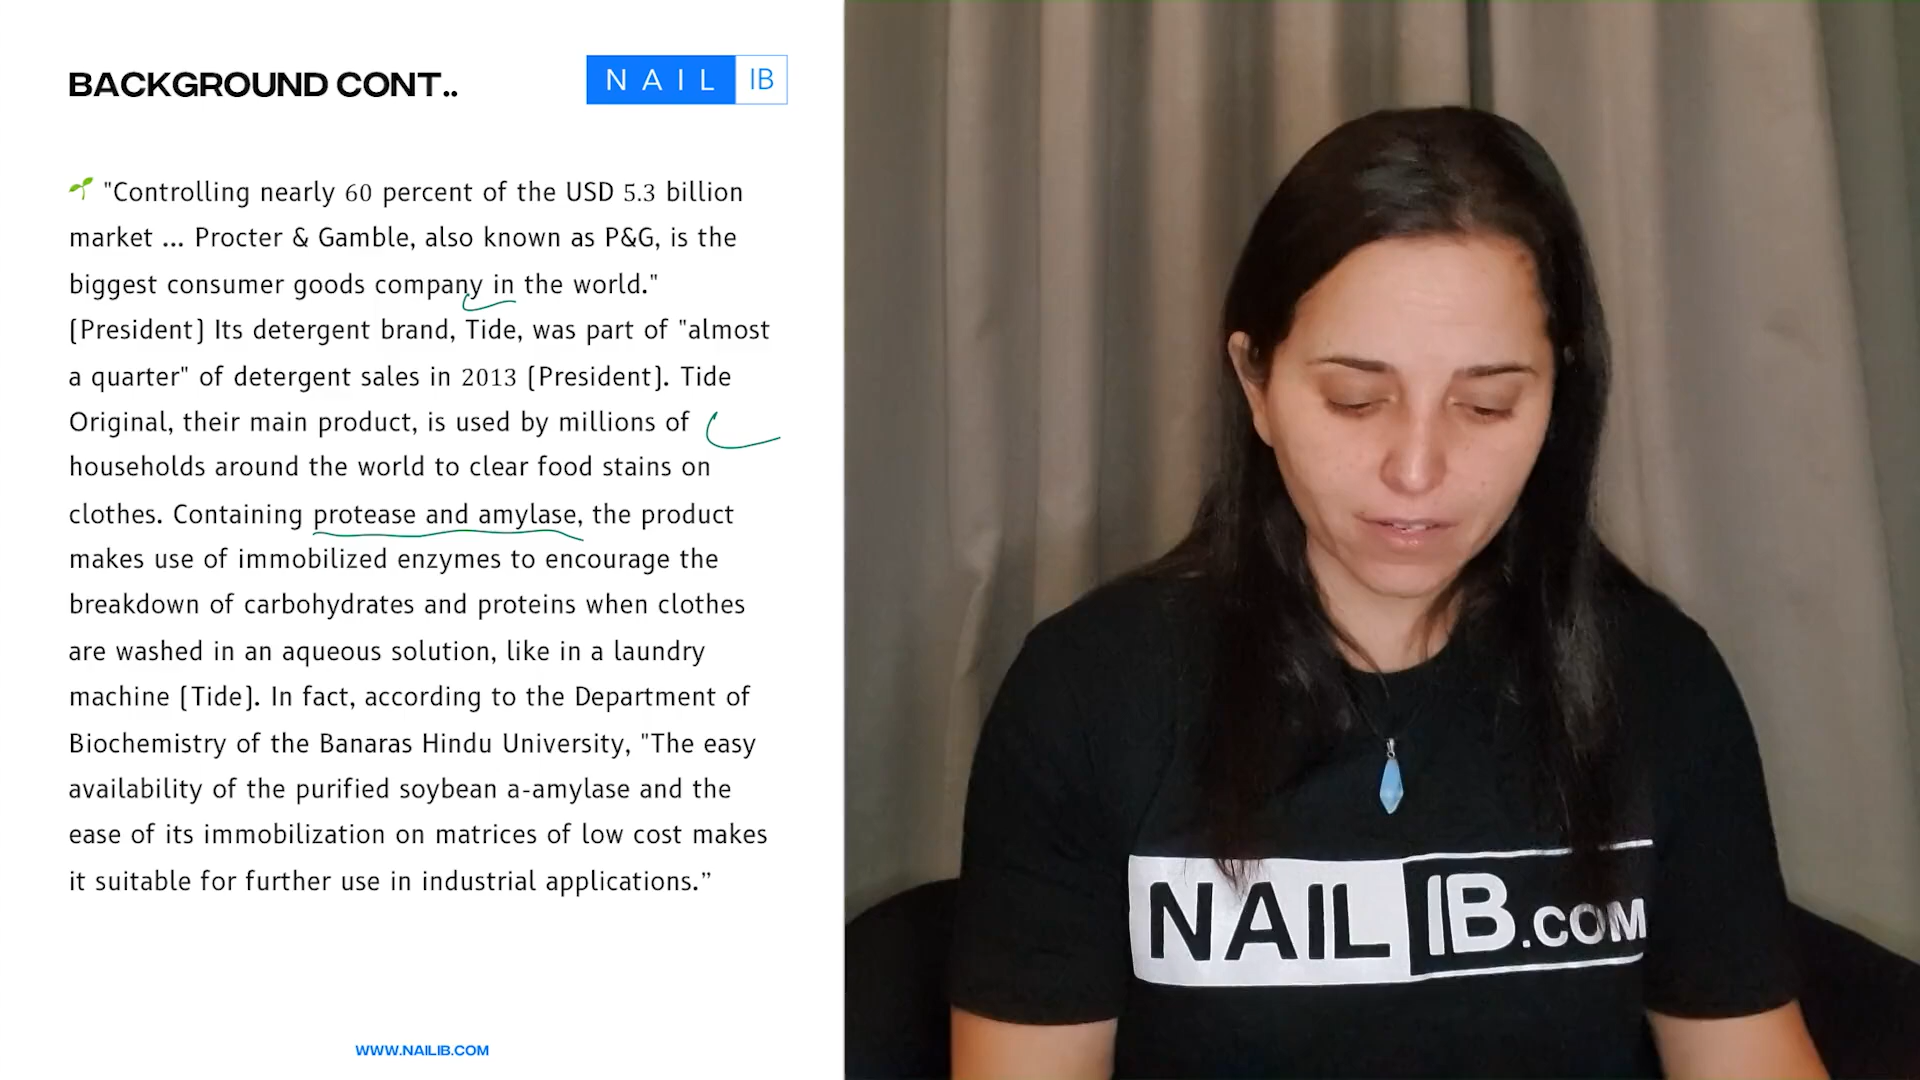 BACKGROUND CONT..
NAIL IB
"Controlling nearly 60 percent of the USD 5.3 billion
market ... Procter & Gamble, also known as P&G, is the
biggest consumer goods company in the world."
[President] Its detergent brand, Tide, was part of "almost
a quarter" of detergent sales in 2013 [President]. Tide
Original, their main product, is used by millions of
households around the world to clear food stains on
clothes. Containing protease and amylase, the product
makes use of immobilized enzymes to encourage the
breakdown of carbohydrates and proteins when clothes
are washed in an aqueous solution, like in a laundry
machine [Tide]. In fact, according to the Department of
Biochemistry of the Banaras Hindu University, "The easy
availability of the purified soybean a-amylase and the
ease of its immobilization on matrices of low cost makes
it suitable for further use in industrial applications.”
WWW.NAILIB.COM
NAIL IB.COM